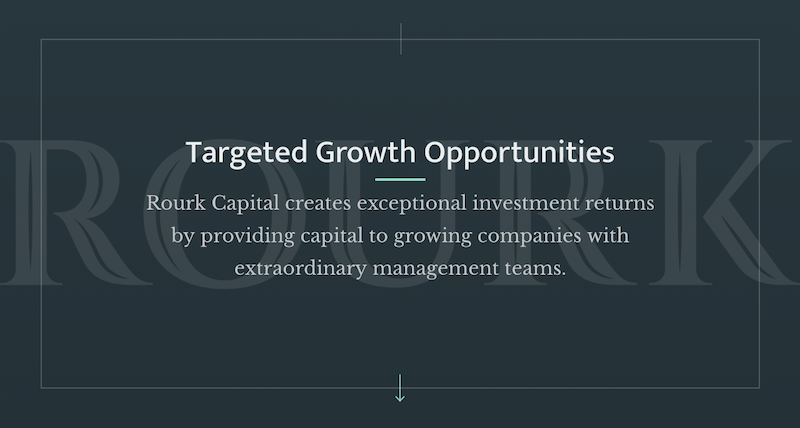 ROURK
Targeted Growth Opportunities
Rourk Capital creates exceptional investment returns
by providing capital to growing companies with
extraordinary management teams.